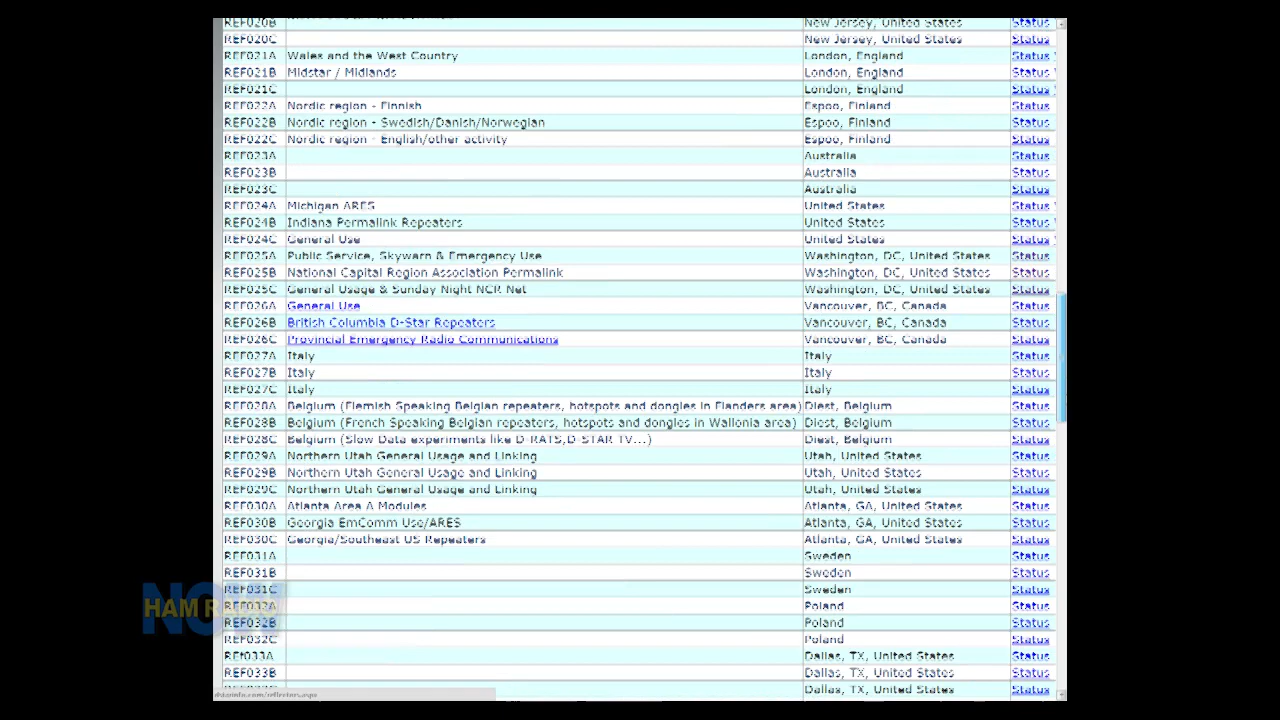 REF020B New Jersey, United States Status
REF020C New Jersey, United States Status
REF021A Wales and the West Country London, England Status
REF021B Midstar / Midlands London, England Status
REF021C London, England Status
REF022A Nordic region - Finnish Espoo, Finland Status
REF022B Nordic region - Swedish/Danish/Norwegian Espoo, Finland Status
REF022C Nordic region - English/other activity Espoo, Finland Status
REF023A Australia Status
REF023B Australia Status
REF023C Australia Status
REF024A Michigan ARES United States Status
REF024B Indiana Permalink Repeaters United States Status
REF024C General Use United States Status
REF025A Public Service, Skywarn & Emergency Use Washington, DC, United States Status
REF025B National Capital Region Association Permalink Washington, DC, United States Status
REF025C General Usage & Sunday Night NCR Net Washington, DC, United States Status
REF026A General Use Vancouver, BC, Canada Status
REF026B British Columbia D-Star Repeaters Vancouver, BC, Canada Status
REF026C Provincial Emergency Radio Communications Vancouver, BC, Canada Status
REF027A Italy Italy Status
REF027B Italy Italy Status
REF027C Italy Italy Status
REF028A Belgium (Flemish Speaking Belgian repeaters, hotspots and dongles in Flanders area) Diest, Belgium Status
REF028B Belgium (French Speaking Belgian repeaters, hotspots and dongles in Wallonia area) Diest, Belgium Status
REF028C Belgium (Slow Data experiments like D-RATS,D-STAR TV...) Diest, Belgium Status
REF029A Northern Utah General Usage and Linking Utah, United States Status
REF029B Northern Utah General Usage and Linking Utah, United States Status
REF029C Northern Utah General Usage and Linking Utah, United States Status
REF030A Atlanta Area A Modules Atlanta, GA, United States Status
REF030B Georgia EmComm Use/ARES Atlanta, GA, United States Status
REF030C Georgia/Southeast US Repeaters Atlanta, GA, United States Status
REF031A Sweden Status
REF031B Sweden Status
REF031C Sweden Status
REF032A Poland Status
REF032B Poland Status
REF032C Poland Status
REf033A Dallas, TX, United States Status
REF033B Dallas, TX, United States Status
Dallas, TX, United States Status
HAM RADIO
NOW